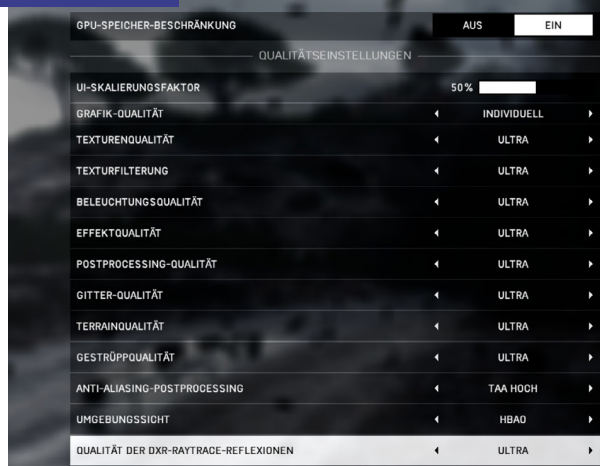 GPU-SPEICHER-BESCHRÄNKUNG AUS EIN
QUALITÄTSEINSTELLUNGEN
UI-SKALIERUNGSFAKTOR 50%
GRAFIK-QUALITÄT INDIVIDUELL
TEXTURENQUALITÄT ULTRA
TEXTURFILTERUNG ULTRA
BELEUCHTUNGSQUALITÄT ULTRA
EFFEKTQUALITÄT ULTRA
POSTPROCESSING-QUALITÄT ULTRA
GITTER-QUALITÄT ULTRA
TERRAINQUALITÄT ULTRA
GESTRÜPPQUALITÄT ULTRA
ANTI-ALIASING-POSTPROCESSING TAA HOCH
UMGEBUNGSSICHT HBAO
QUALITÄT DER DXR-RAYTRACE-REFLEXIONEN ULTRA